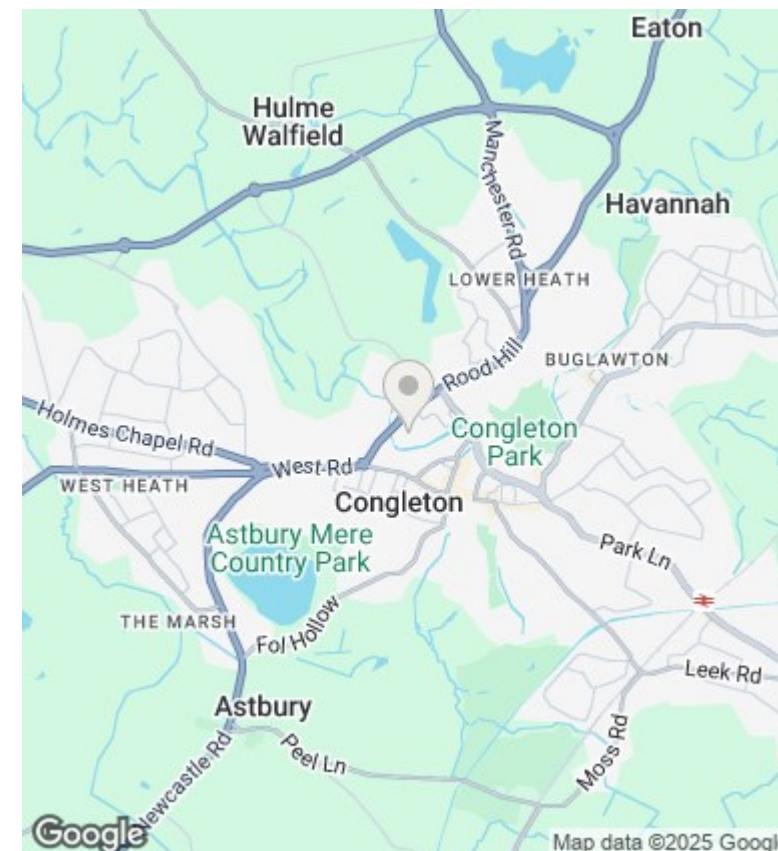 Eaton
Hulme
Walfield
Manchester Rd
Havannah
LOWER HEATH
Rood Hill
BUGLAWTON
Holmes Chapel Rd
Congleton
Park
West Rd
WEST HEATH
Congleton
Astbury Mere
Country Park
Park Ln
THE MARSH
Fol Hollow
Leek Rd
Astbury
Peel Ln
Moss Rd
Newcastle Rd
Google
Map data ©2025 Googl